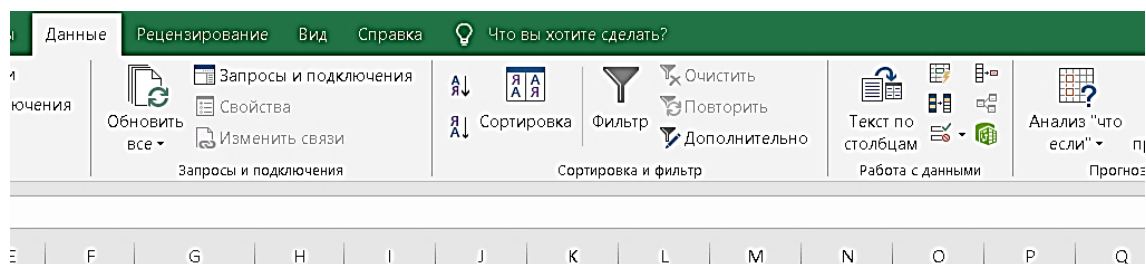 Данные Рецензирование Вид Справка Что вы хотите сделать?
Обновить все
Запросы и подключения
Свойства
Изменить связи
Запросы и подключения
Сортировка
Фильтр
Очистить
Повторить
Дополнительно
Сортировка и фильтр
Текст по
столбцам
Работа с данными
Анализ "что
если"
E F G H I J K L M N O P Q